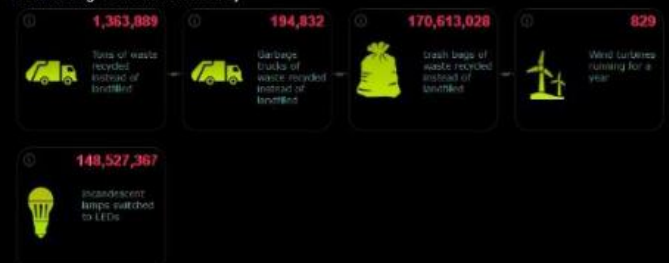 1,363,889
Tons of waste
recycled
instead of
landfilled
194,832
Garbage
trucks of
waste recycled
instead of
landfilled
170,613,028
trash bags of
waste recycled
instead of
landfilled
829
Wind turbines
running for a
year
148,527,367
Incandescent
lamps switched
to LEDs